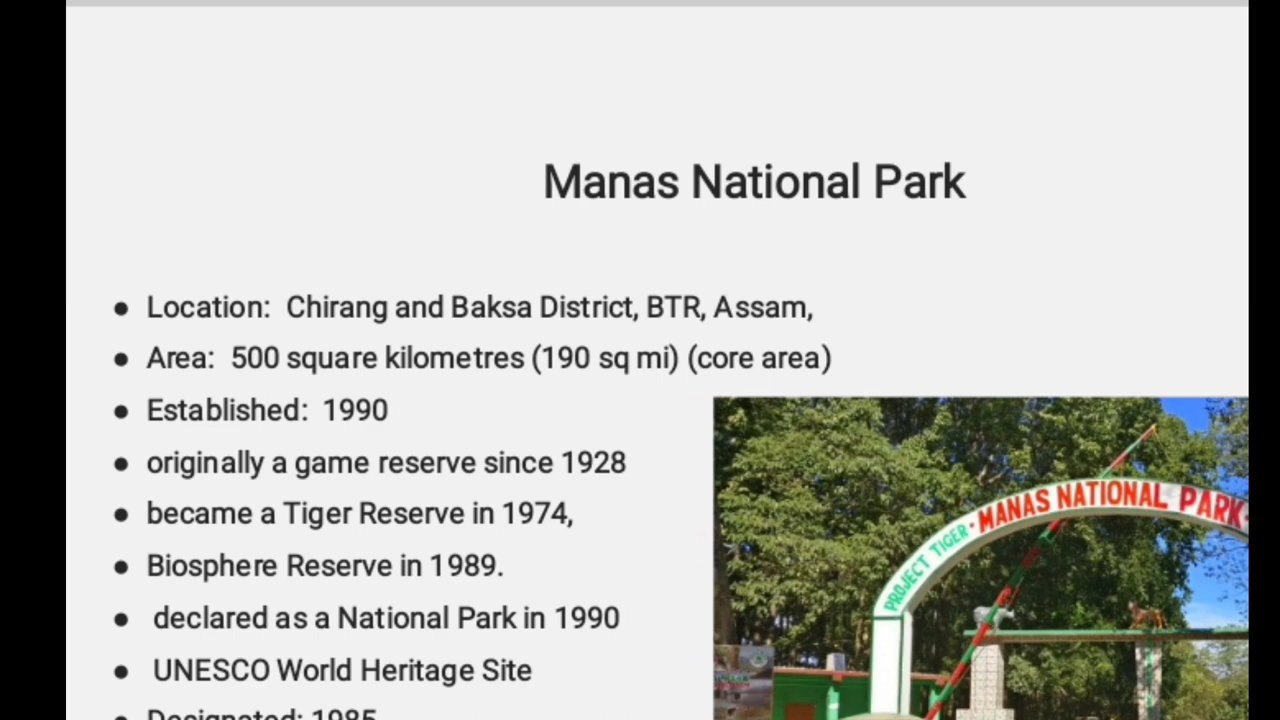 Manas National Park
● Location: Chirang and Baksa District, BTR, Assam,
● Area: 500 square kilometres (190 sq mi) (core area)
● Established: 1990
● originally a game reserve since 1928
● became a Tiger Reserve in 1974,
● Biosphere Reserve in 1989.
● declared as a National Park in 1990
● UNESCO World Heritage Site
● Designated: 1985
PROJECT TIGER · MANAS NATIONAL PARK ·